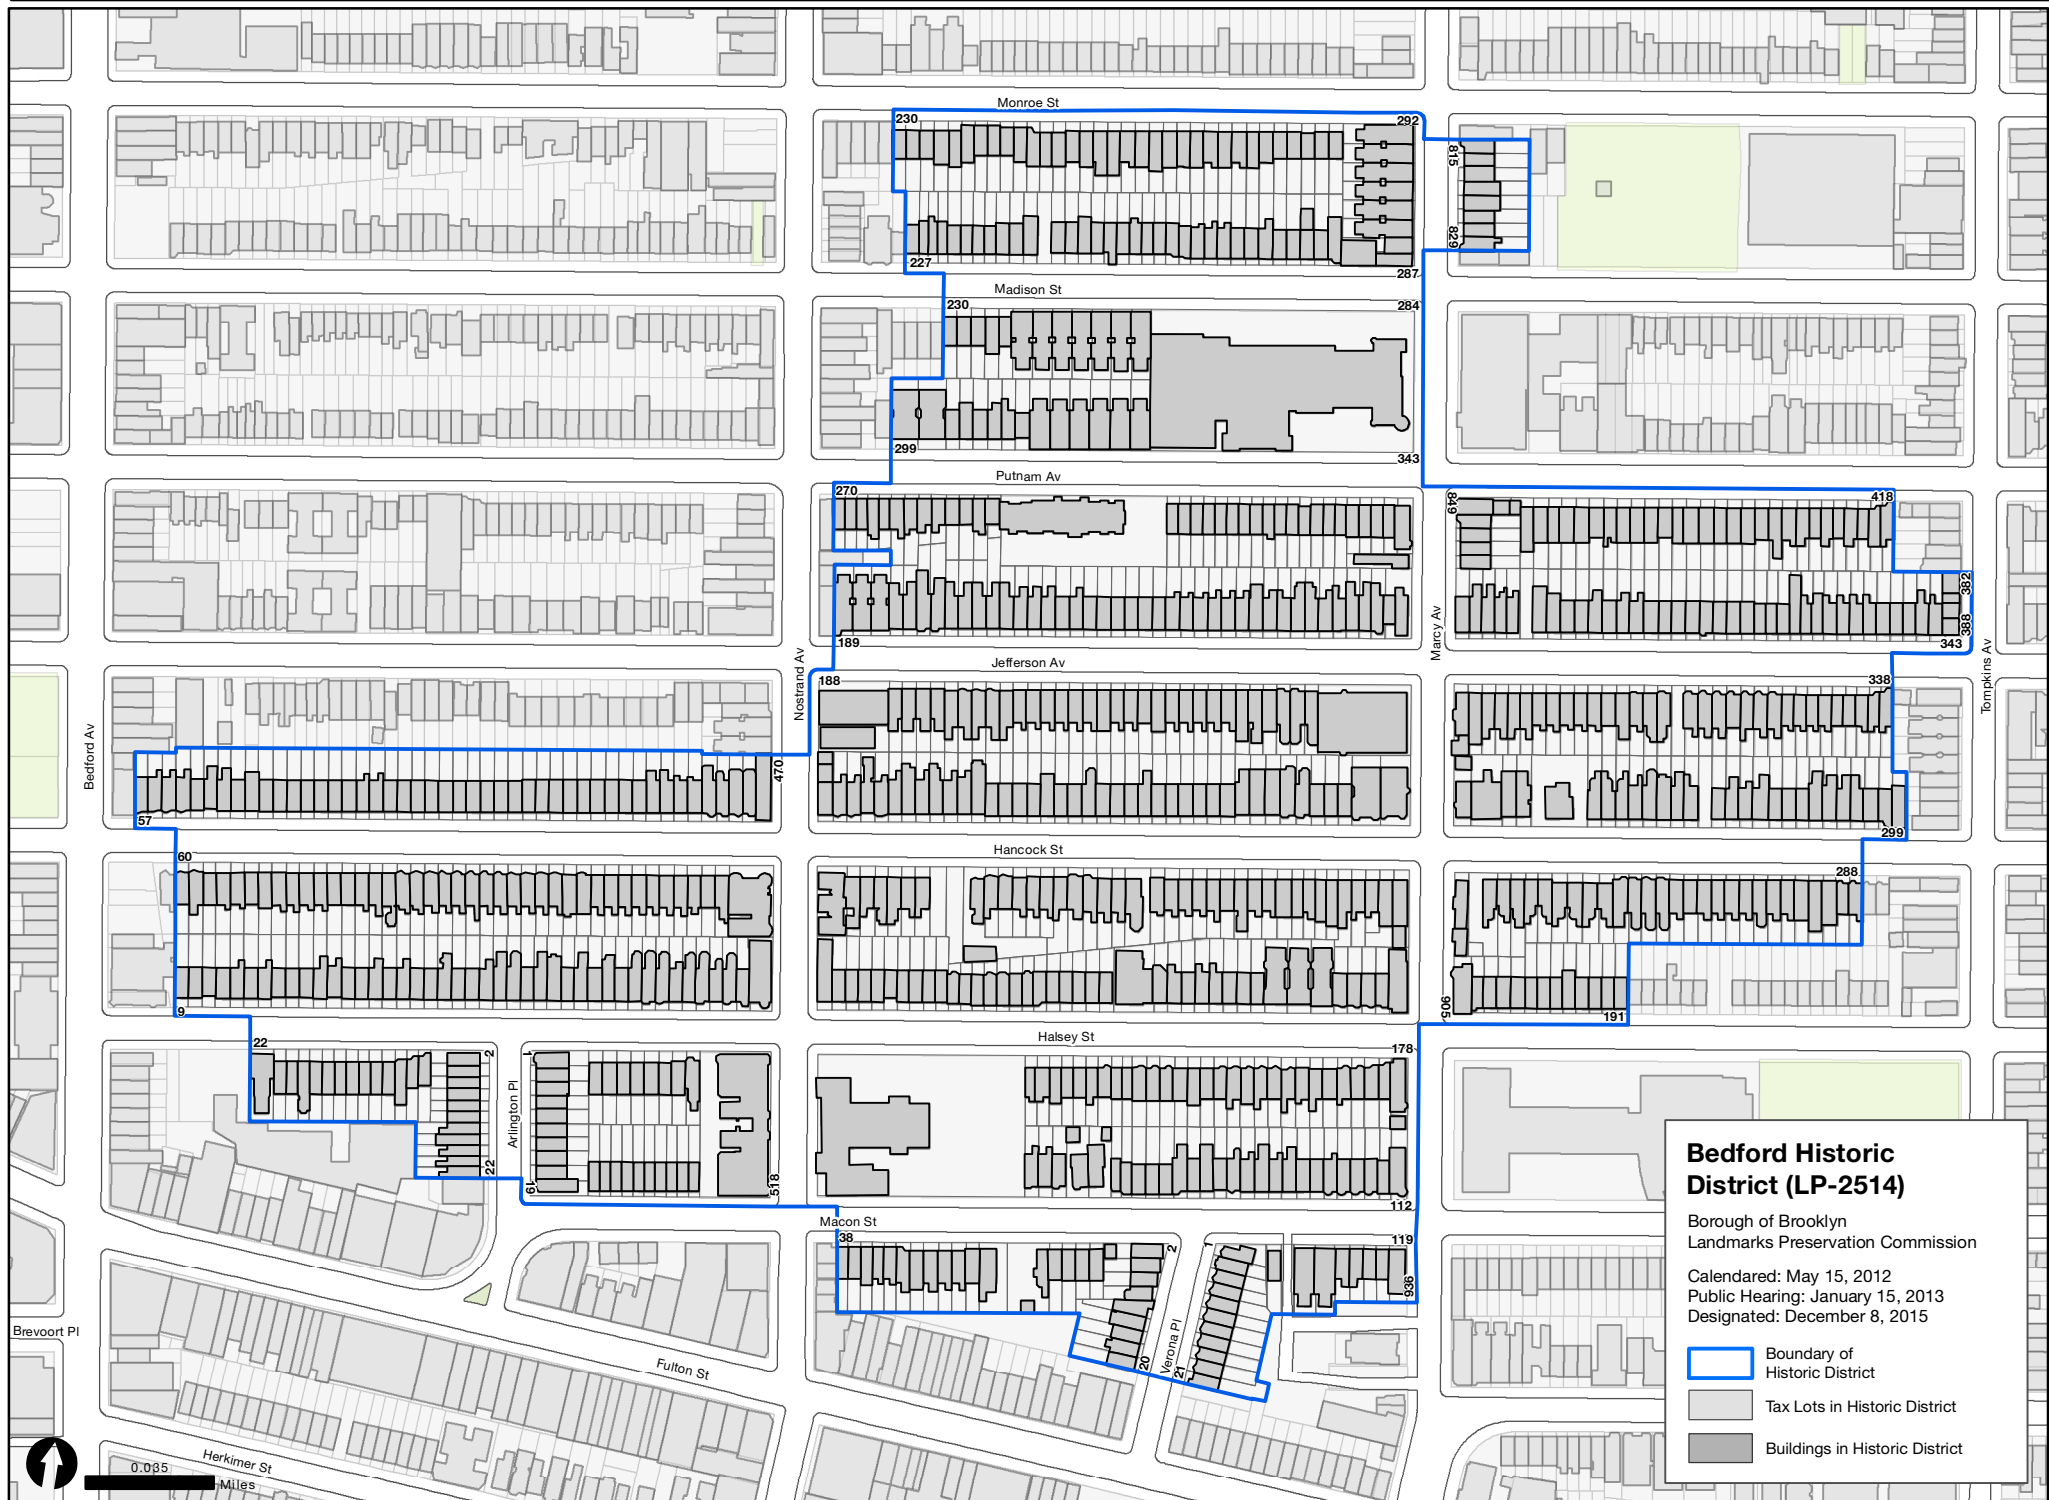 Monroe St
230
292
815
829
227
287
Madison St
230
284
299
343
Putnam Av
270
849
418
382
388
189
343
Marcy Av
Tompkins Av
Nostrand Av
Jefferson Av
188
338
Bedford Av
470
57
299
Hancock St
60
288
9
905
191
Halsey St
22
2
1
178
Arlington Pl
22
19
518
112
Macon St
38
2
1
119
936
Verona Pl
20
21
Brevoort Pl
Fulton St
Herkimer St
0.035
Miles
Bedford Historic
District (LP-2514)
Borough of Brooklyn
Landmarks Preservation Commission
Calendared: May 15, 2012
Public Hearing: January 15, 2013
Designated: December 8, 2015
Boundary of
Historic District
Tax Lots in Historic District
Buildings in Historic District